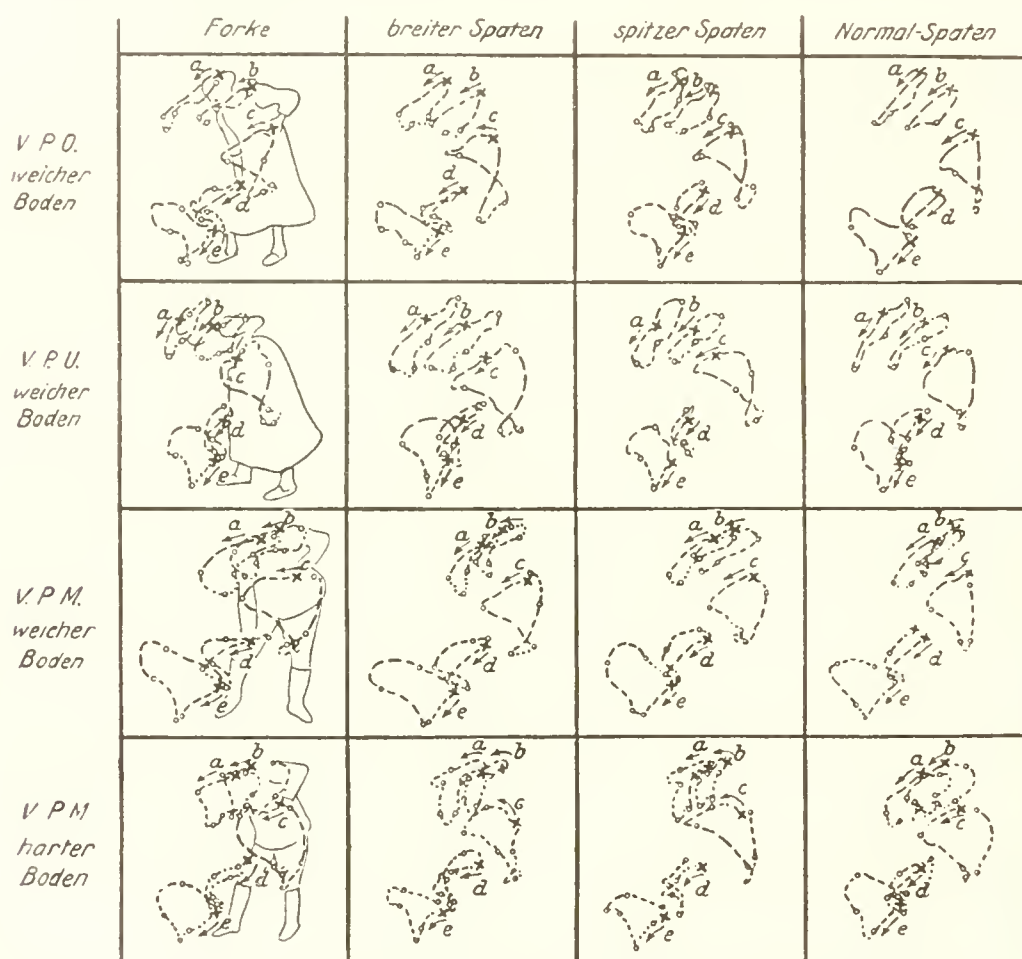 Forke
breiter Spaten
spitzer Spaten
Normal-Spaten
V P O.
weicher
Boden
a b
c
d
e
a b
c
d
e
a c b
c
d
e
a b
c
d
e
V. P. U.
weicher
Boden
a b
c
d
e
a b
c
d
e
a b
c
d
e
a b
c
d
e
V. P. M.
weicher
Boden
a b
c
d
e
a b
c
d
e
a b
c
d
e
a b
c
d
e
V P M
harter
Boden
a b
c
d
e
a b
c
d
e
a b
c
d
e
a b
c
d
e